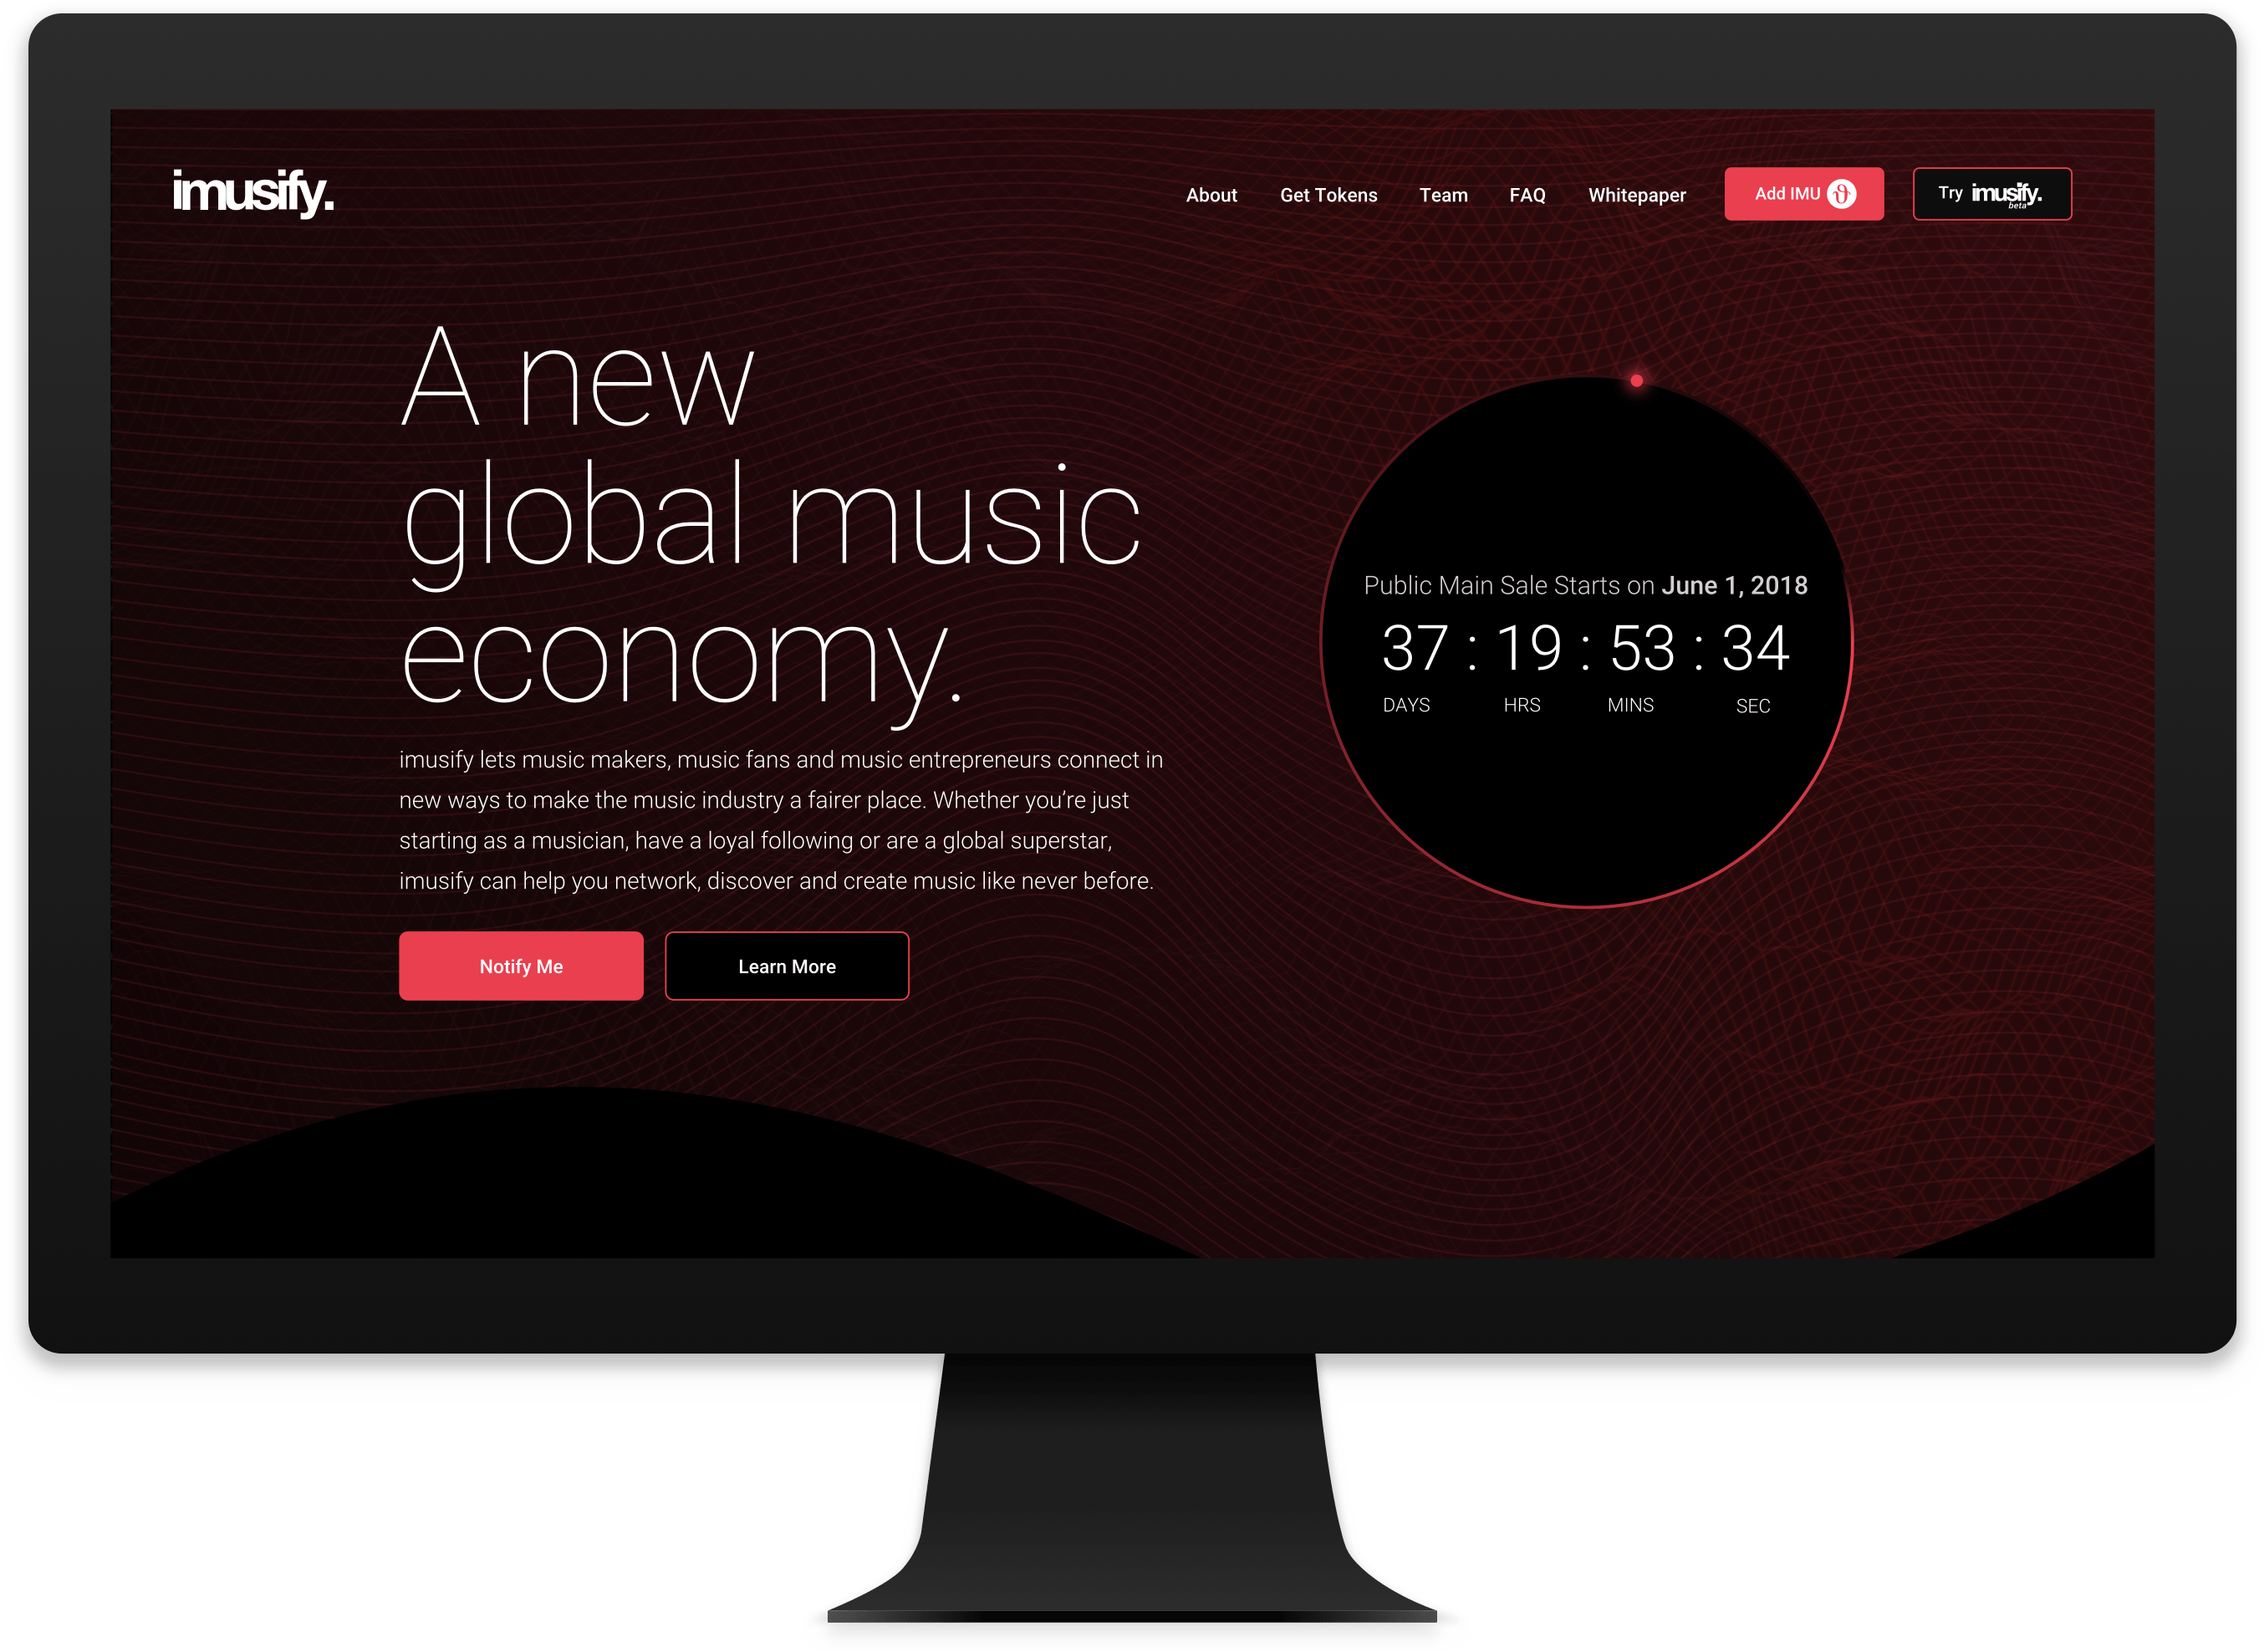 imusify.
About Get Tokens Team FAQ Whitepaper Add IMU Try imusify. beta
A new
global music
economy.
imusify lets music makers, music fans and music entrepreneurs connect in
new ways to make the music industry a fairer place. Whether you’re just
starting as a musician, have a loyal following or are a global superstar,
imusify can help you network, discover and create music like never before.
Notify Me Learn More
Public Main Sale Starts on June 1, 2018
37 : 19 : 53 : 34
DAYS HRS MINS SEC